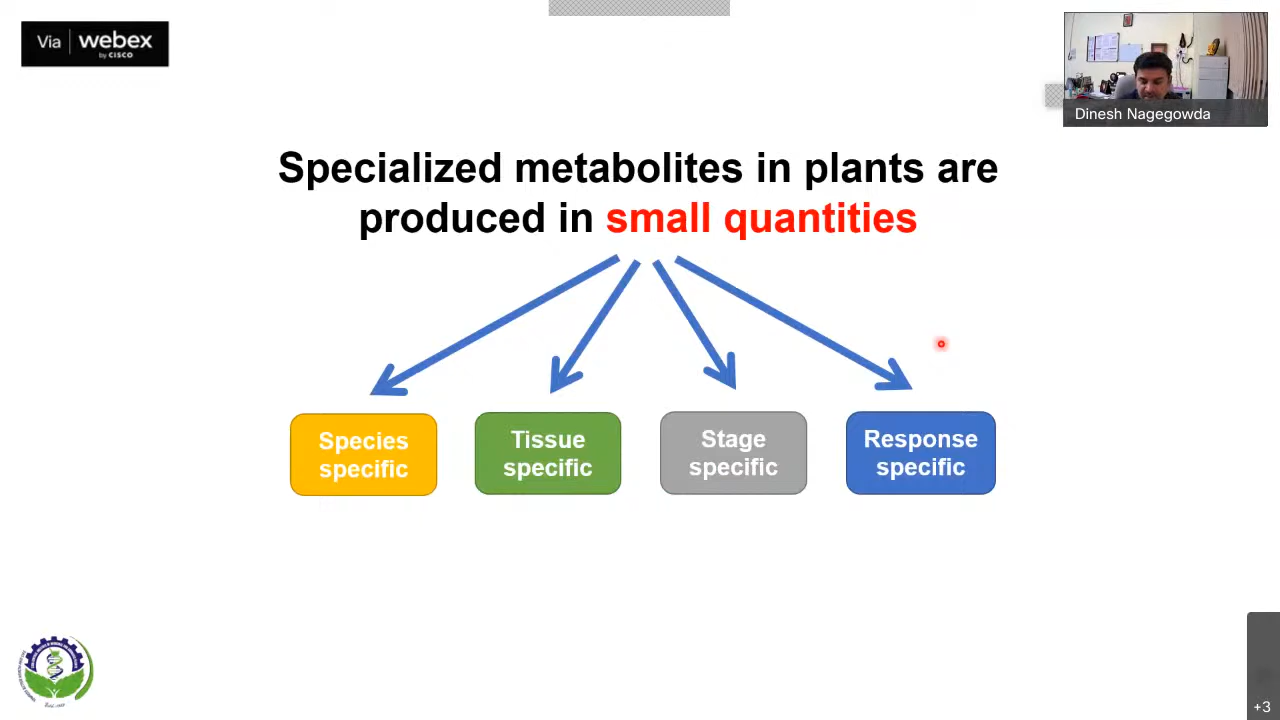 Via webex
by CISCO
Dinesh Nagegowda
Specialized metabolites in plants are
produced in small quantities
Species
specific
Tissue
specific
Stage
specific
Response
specific
+3